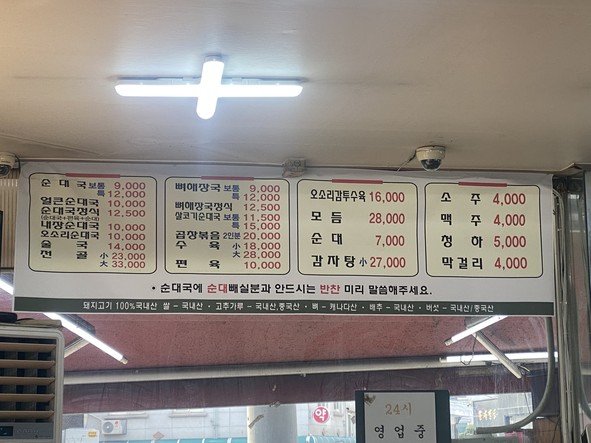 순 대 국 보통 9,000
특 12,000
얼큰순대국 10,000
순대국정식 12,500
(순대국+편육+순대)
내장순대국 10,000
오소리순대국 10,000
술 국 14,000
전 골 小 23,000
大 33,000
뼈해장국 보통 9,000
특 12,000
뼈해장국정식 12,500
살코기순대국 보통 11,500
특 15,000
곱창볶음 2인분 20,000
수 육 小 18,000
大 28,000
편 육 10,000
오소리감투수육 16,000
모 듬 28,000
순 대 7,000
감 자 탕 小 27,000
소 주 4,000
맥 주 4,000
청 하 5,000
막걸리 4,000
* 순대국에 순대빼실분과 안드시는 반찬 미리 말씀해주세요.
돼지고기 100%국내산 쌀 - 국내산 · 고추가루 - 국내산,중국산 · 뼈 - 캐나다산 · 배추 - 국내산 · 버섯 - 국내산/중국산
약
24시
영 업 중